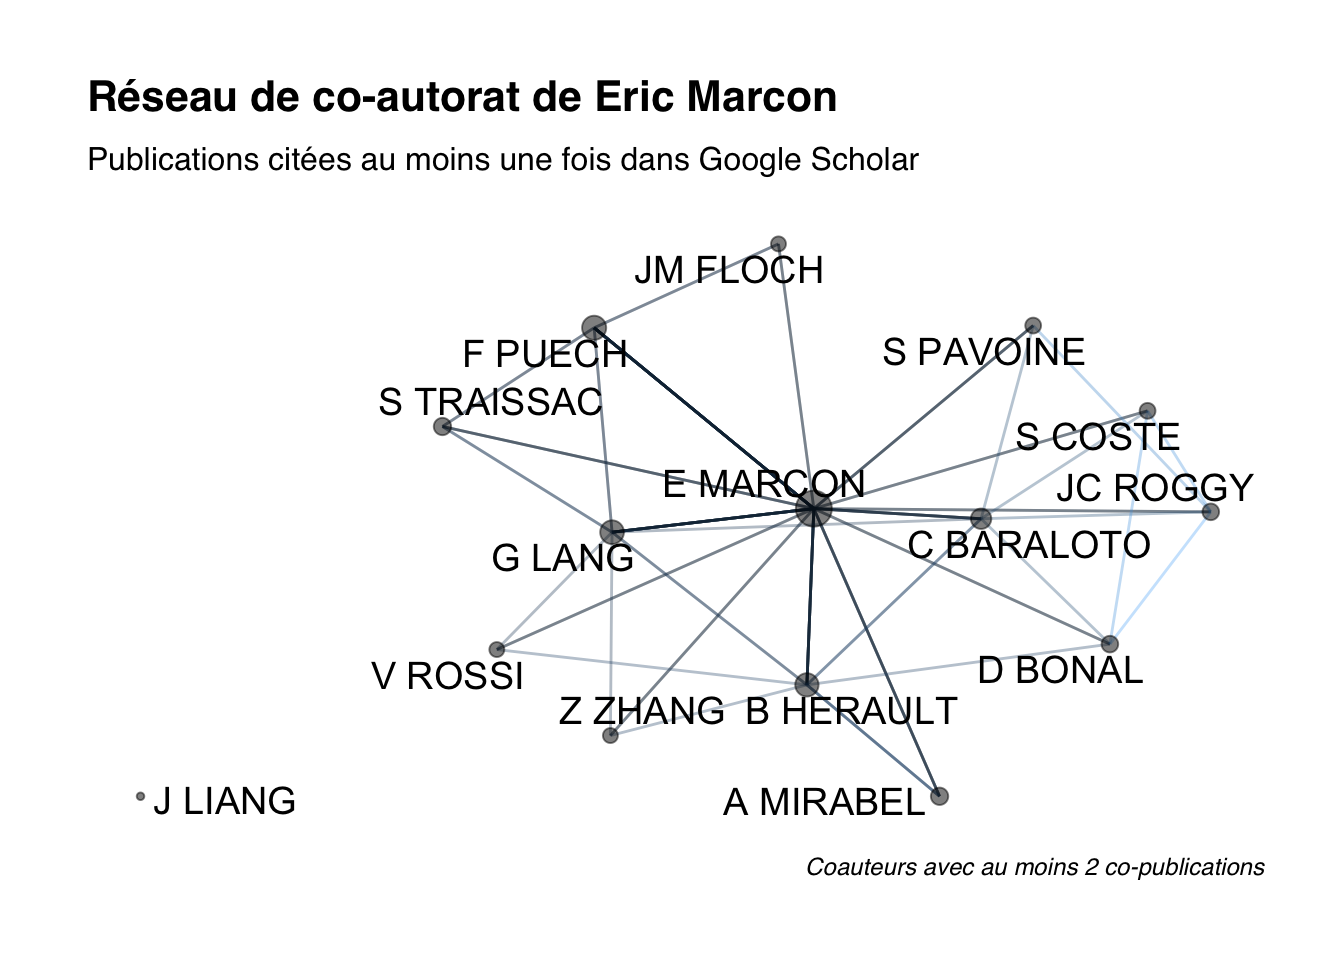 Réseau de co-autorat de Eric Marcon
Publications citées au moins une fois dans Google Scholar
JM FLOCH
F PUECH
S PAVOINE
S TRAISSAC
S COSTE
E MARCON
JC ROGGY
G LANG
C BARALOTO
V ROSSI
D BONAL
Z ZHANG
B HERAULT
J LIANG
A MIRABEL
Coauteurs avec au moins 2 co-publications